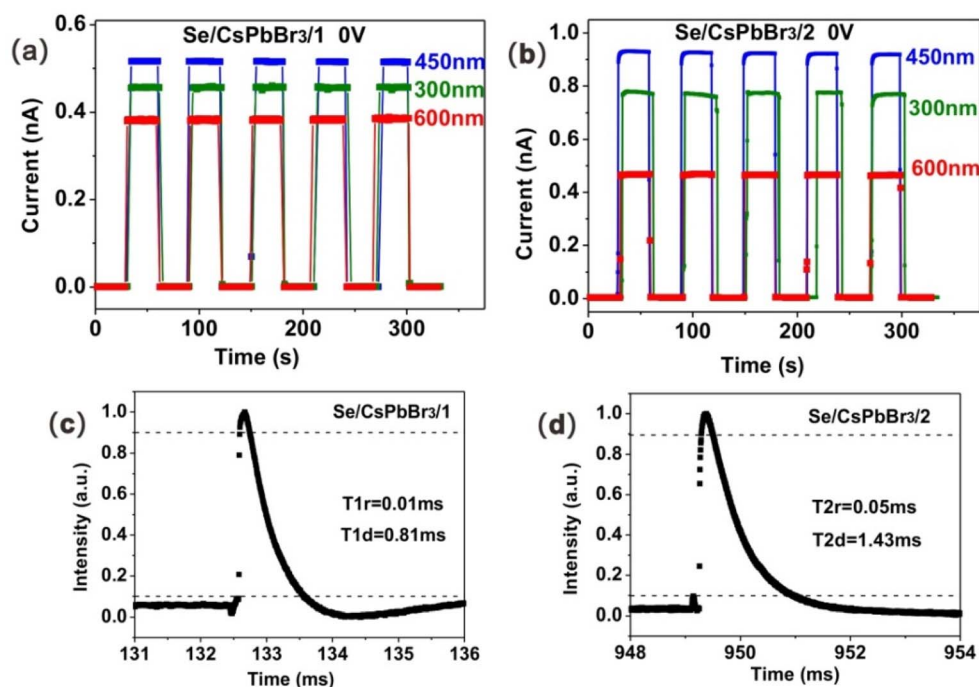 (a)
Se/CsPbBr3/1 0V
450nm
300nm
600nm
Current (nA)
0.6
0.4
0.2
0.0
0 100 200 300
Time (s)
(b)
Se/CsPbBr3/2 0V
450nm
300nm
600nm
Current (nA)
1.0
0.8
0.6
0.4
0.2
0.0
0 100 200 300
Time (s)
(c)
Se/CsPbBr3/1
T1r=0.01ms
T1d=0.81ms
Intensity (a.u.)
1.0
0.8
0.6
0.4
0.2
0.0
131 132 133 134 135 136
Time (ms)
(d)
Se/CsPbBr3/2
T2r=0.05ms
T2d=1.43ms
Intensity (a.u.)
1.0
0.8
0.6
0.4
0.2
0.0
948 950 952 954
Time (ms)